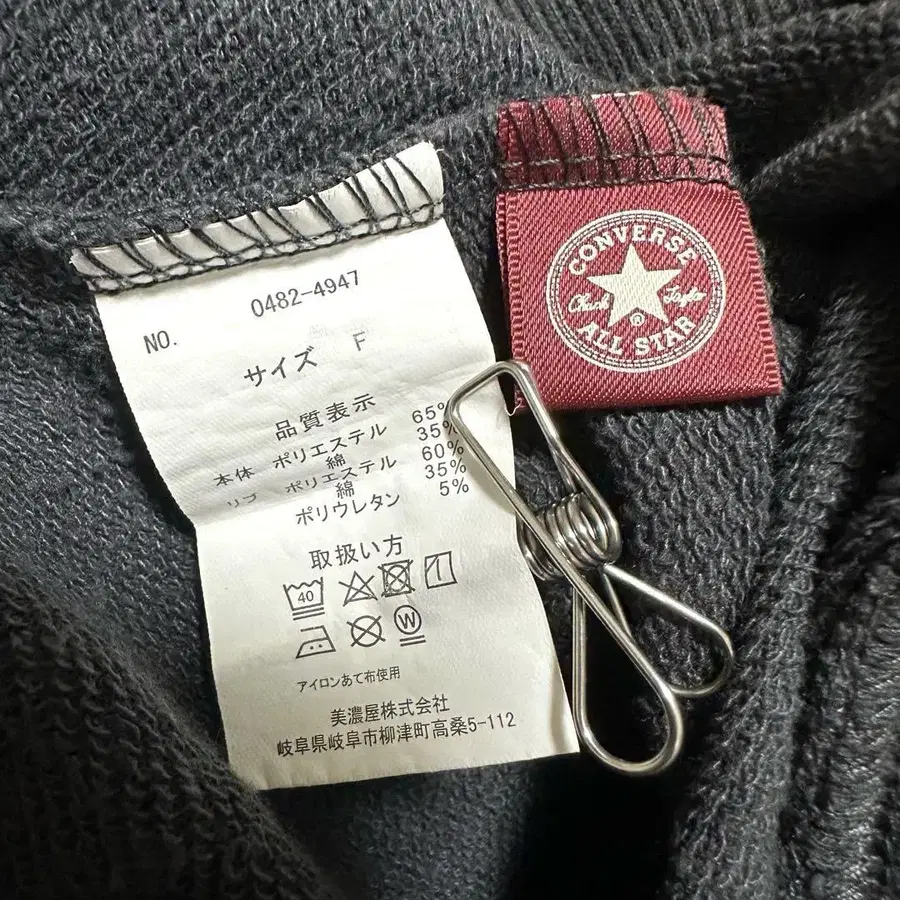 NO. 0482-4947
サイズ F
品質表示
本体 ポリエステル 65%
綿 35%
リブ ポリエステル 60%
綿 35%
ポリウレタン 5%
取扱い方
40
W
アイロンあて布使用
美濃屋株式会社
岐阜県岐阜市柳津町高桑5-112
CONVERSE
Chuck Taylor
®
ALL STAR